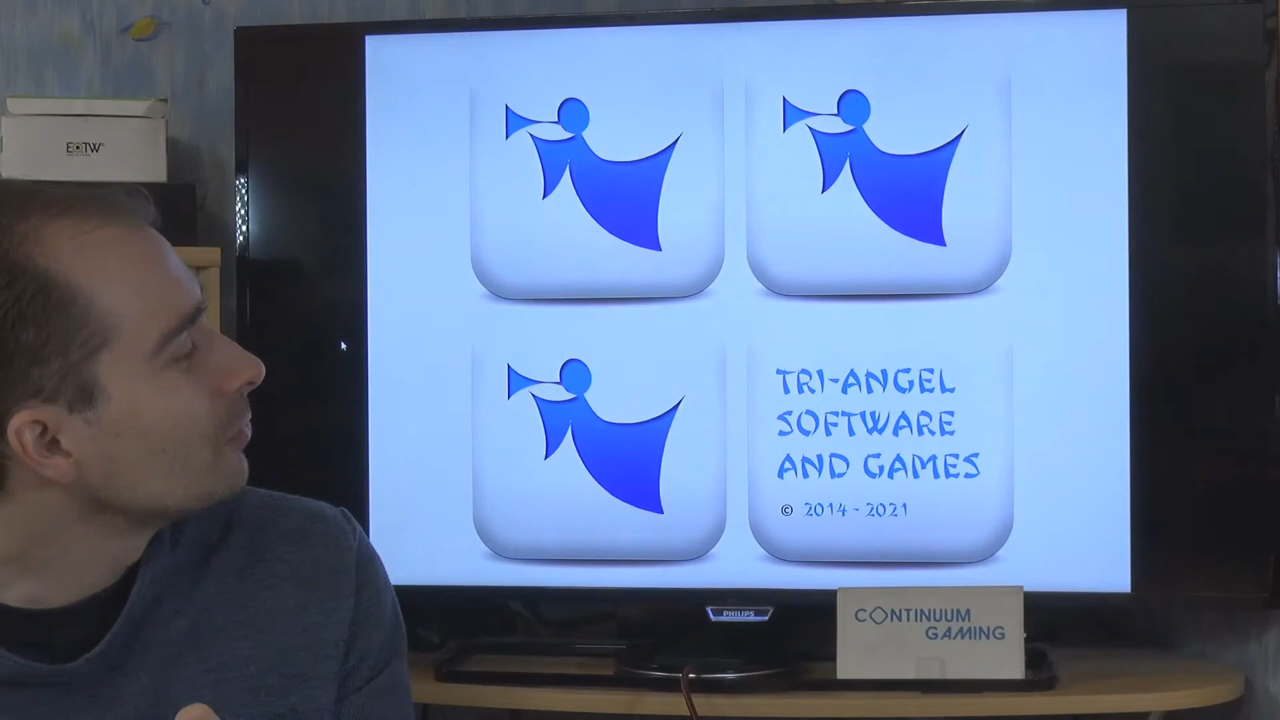 EOTW
TRI-ANGEL
SOFTWARE
AND GAMES
© 2014 - 2021
PHILIPS
CONTINUUM
GAMING